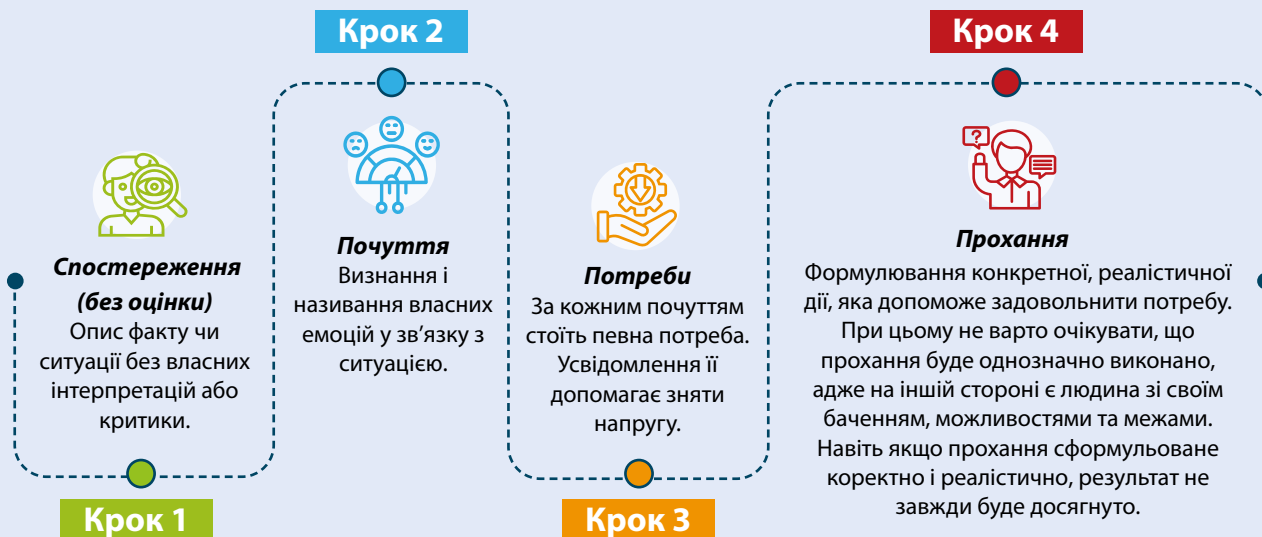 Крок 1
Спостереження
(без оцінки)
Опис факту чи
ситуації без власних
інтерпретацій або
критики.
Крок 2
Почуття
Визнання і
називання власних
емоцій у зв’язку з
ситуацією.
Крок 3
Потреби
За кожним почуттям
стоїть певна потреба.
Усвідомлення її
допомагає зняти
напругу.
Крок 4
?
Прохання
Формулювання конкретної, реалістичної
дії, яка допоможе задовольнити потребу.
При цьому не варто очікувати, що
прохання буде однозначно виконано,
адже на іншій стороні є людина зі своїм
баченням, можливостями та межами.
Навіть якщо прохання сформульоване
коректно і реалістично, результат не
завжди буде досягнуто.